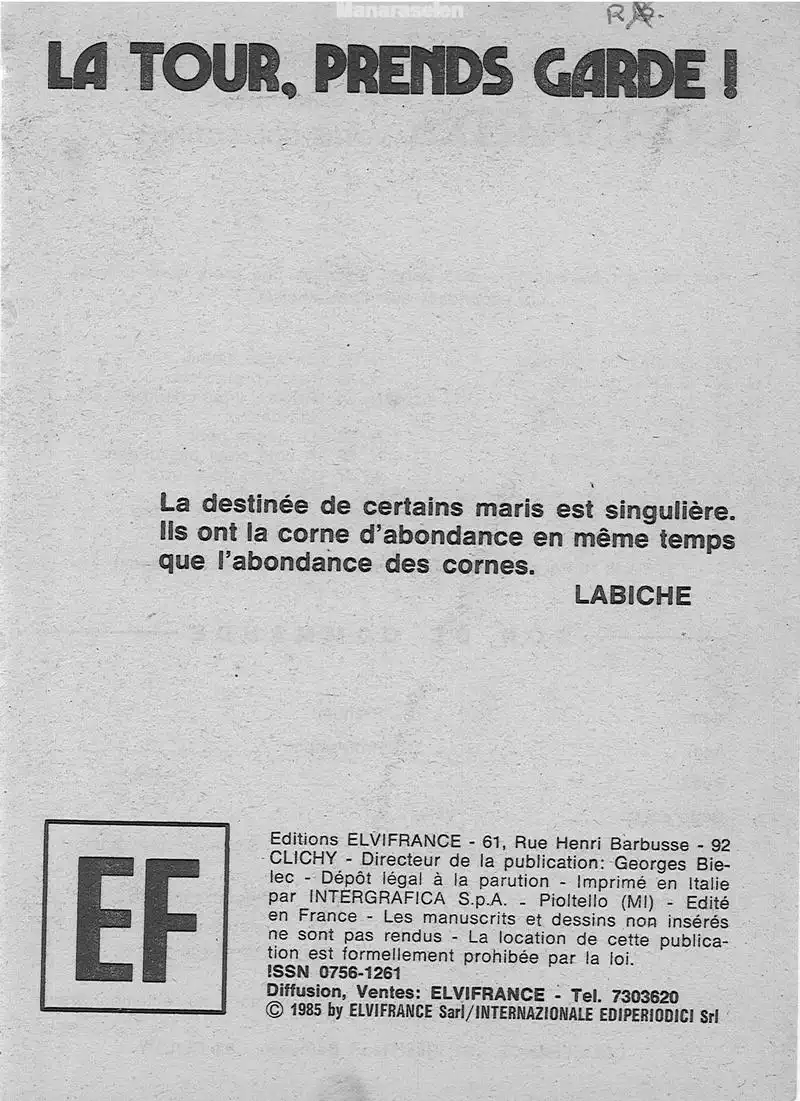 Manaraselen
LA TOUR, PRENDS GARDE !
La destinée de certains maris est singulière.
Ils ont la corne d'abondance en même temps
que l'abondance des cornes.
LABICHE
EF
Editions ELVIFRANCE - 61, Rue Henri Barbusse - 92
CLICHY - Directeur de la publication: Georges Bie-
lec - Dépôt légal à la parution - Imprimé en Italie
par INTERGRAFICA S.p.A. - Pioltello (MI) - Edité
en France - Les manuscrits et dessins non insérés
ne sont pas rendus - La location de cette publica-
tion est formellement prohibée par la loi.
ISSN 0756-1261
Diffusion, Ventes: ELVIFRANCE - Tel. 7303620
© 1985 by ELVIFRANCE Sarl/INTERNAZIONALE EDIPERIODICI Srl